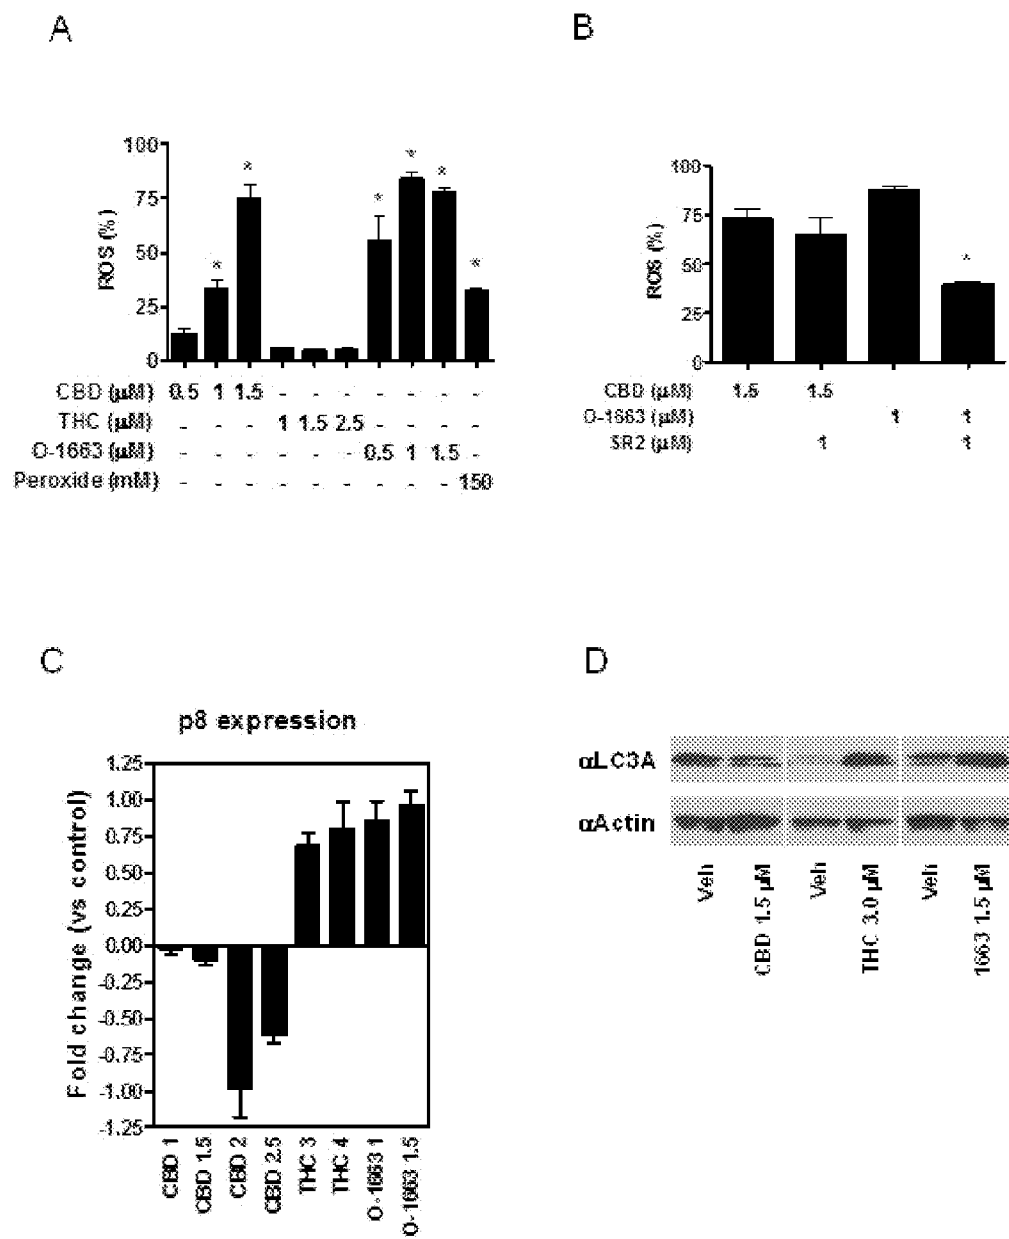 A
100
75
50
25
0
ROS (%)
* * * * * *
CBD (μM) 0.5 1 1.5 - - - - - - -
THC (μM) - - - 1 1.5 2.5 - - - -
O-1663 (μM) - - - - - - 0.5 1 1.5 -
Peroxide (mM) - - - - - - - - - 150
B
100
75
50
25
0
ROS (%)
*
CBD (μM) 1.5 1.5
O-1663 (μM) 1 1
SR2 (μM) 1 1
C
p8 expression
1.25
1.00
0.75
0.50
0.25
0.00
-0.25
-0.50
-0.75
-1.00
-1.25
Fold change (vs control)
CBD 1
CBD 1.5
CBD 2
CBD 2.5
THC 3
THC 4
O-1663 1
O-1663 1.5
D
αLC3A
αActin
Veh
CBD 1.5 μM
Veh
THC 3.0 μM
Veh
1663 1.5 μM